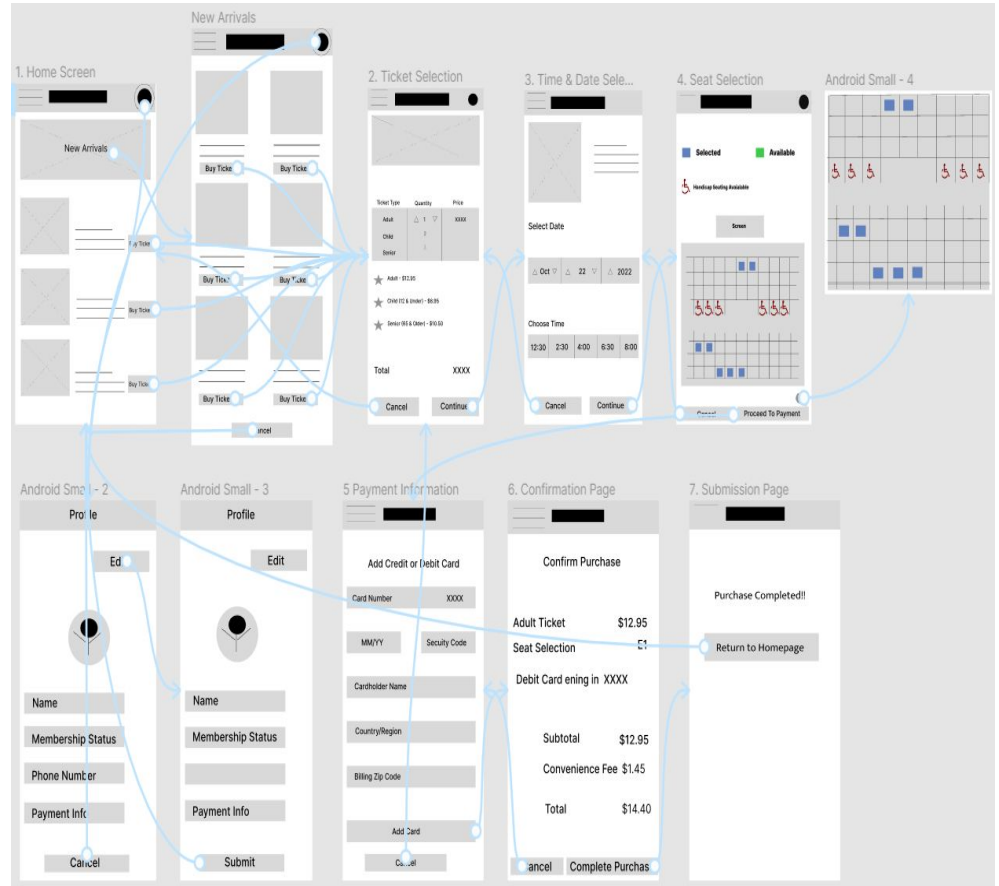 New Arrivals
1. Home Screen
New Arrivals
Buy Ticke
Buy Ticke
Buy Ticke
Buy Ticke
Buy Ticke
Buy Ticke
Buy Ticke
Buy Ticke
2. Ticket Selection
Ticket Type Quantity Price
Adult 1 XXXX
Child
Senior
Adult - $12.95
Child (12 & Under) - $8.95
Senior (65 & Older) - $10.50
Total XXXX
Cancel Continue
3. Time & Date Sele...
Select Date
Oct 22 2022
Choose Time
12:30 2:30 4:00 6:30 8:00
Cancel Continue
4. Seat Selection
Selected Available
Handicap Seating Avaiatable
Screen
Cancel Proceed To Payment
Android Small - 4
Android Small - 2
Profile
Name
Membership Status
Phone Number
Payment Info
Cancel
Android Small - 3
Profile
Edit
Name
Membership Status
Payment Info
Submit
5 Payment Information
Add Credit or Debit Card
Card Number XXXX
MM/YY Secuity Code
Cardholder Name
Country/Region
Billing Zip Code
Add Card
Cancel
6. Confirmation Page
Confirm Purchase
Adult Ticket $12.95
Seat Selection E1
Debit Card ening in XXXX
Subtotal $12.95
Convenience Fee $1.45
Total $14.40
Complete Purchas
7. Submission Page
Purchase Completed!!
Return to Homepage